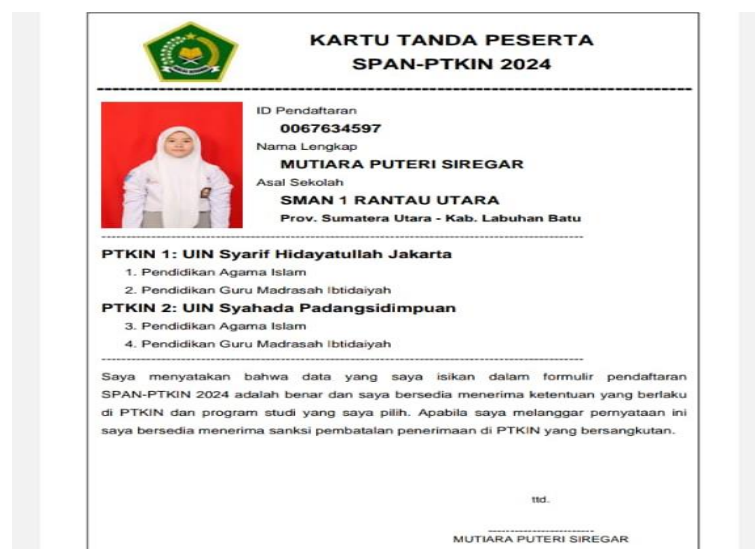 KARTU TANDA PESERTA
SPAN-PTKIN 2024
ID Pendaftaran
0067634597
Nama Lengkap
MUTIARA PUTERI SIREGAR
Asal Sekolah
SMAN 1 RANTAU UTARA
Prov. Sumatera Utara - Kab. Labuhan Batu
PTKIN 1: UIN Syarif Hidayatullah Jakarta
1. Pendidikan Agama Islam
2. Pendidikan Guru Madrasah Ibtidaiyah
PTKIN 2: UIN Syahada Padangsidimpuan
3. Pendidikan Agama Islam
4. Pendidikan Guru Madrasah Ibtidaiyah
Saya menyatakan bahwa data yang saya isikan dalam formulir pendaftaran
SPAN-PTKIN 2024 adalah benar dan saya bersedia menerima ketentuan yang berlaku
di PTKIN dan program studi yang saya pilih. Apabila saya melanggar pernyataan ini
saya bersedia menerima sanksi pembatalan penerimaan di PTKIN yang bersangkutan.
ttd.
MUTIARA PUTERI SIREGAR